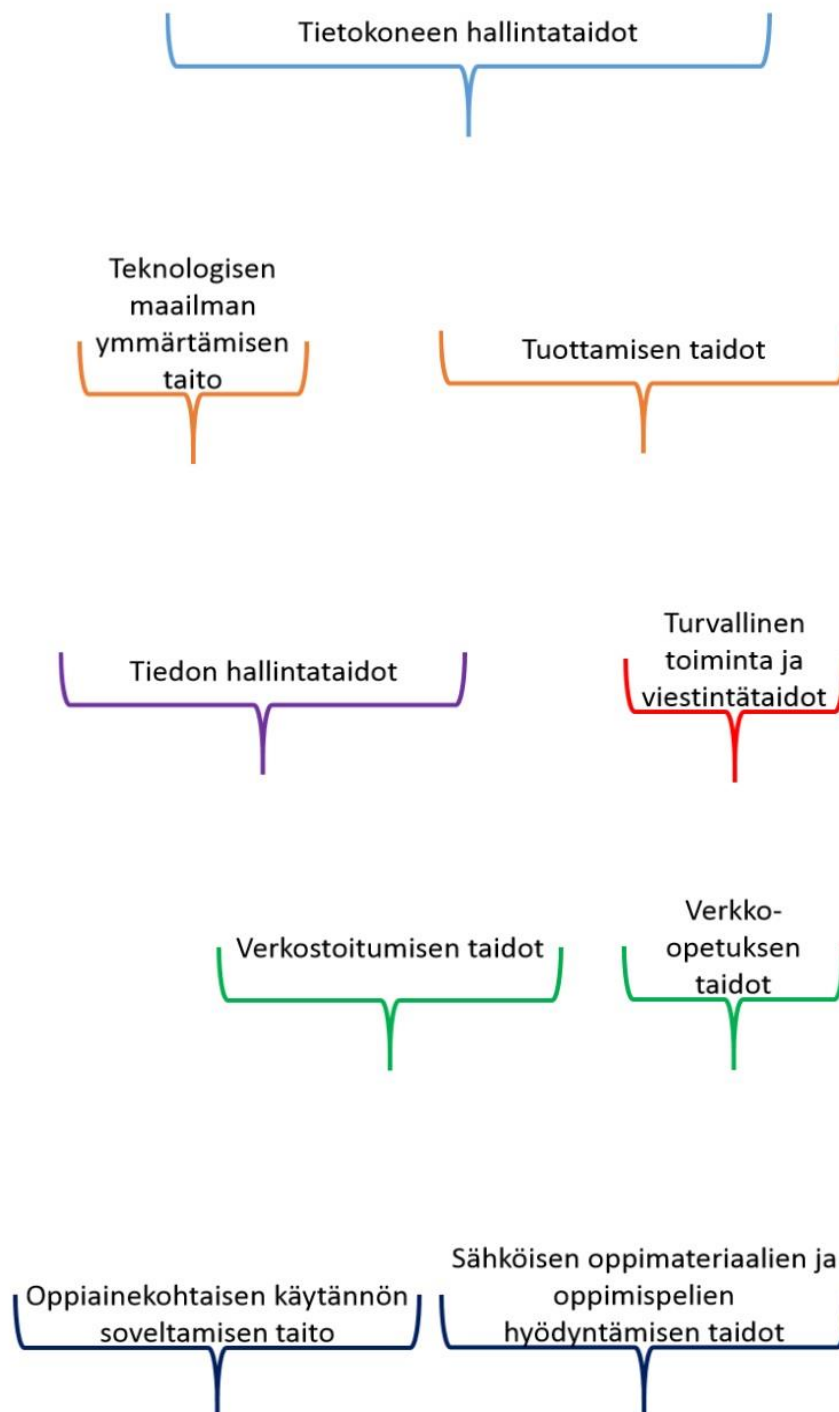 Tietokoneen hallintataidot
Teknologisen
maailman
ymmärtämisen
taito
Tuottamisen taidot
Tiedon hallintataidot
Turvallinen
toiminta ja
viestintätaidot
Verkostoitumisen taidot
Verkko-
opetuksen
taidot
Oppiainekohtaisen käytännön
soveltamisen taito
Sähköisen oppimateriaalien ja
oppimispelien
hyödyntämisen taidot